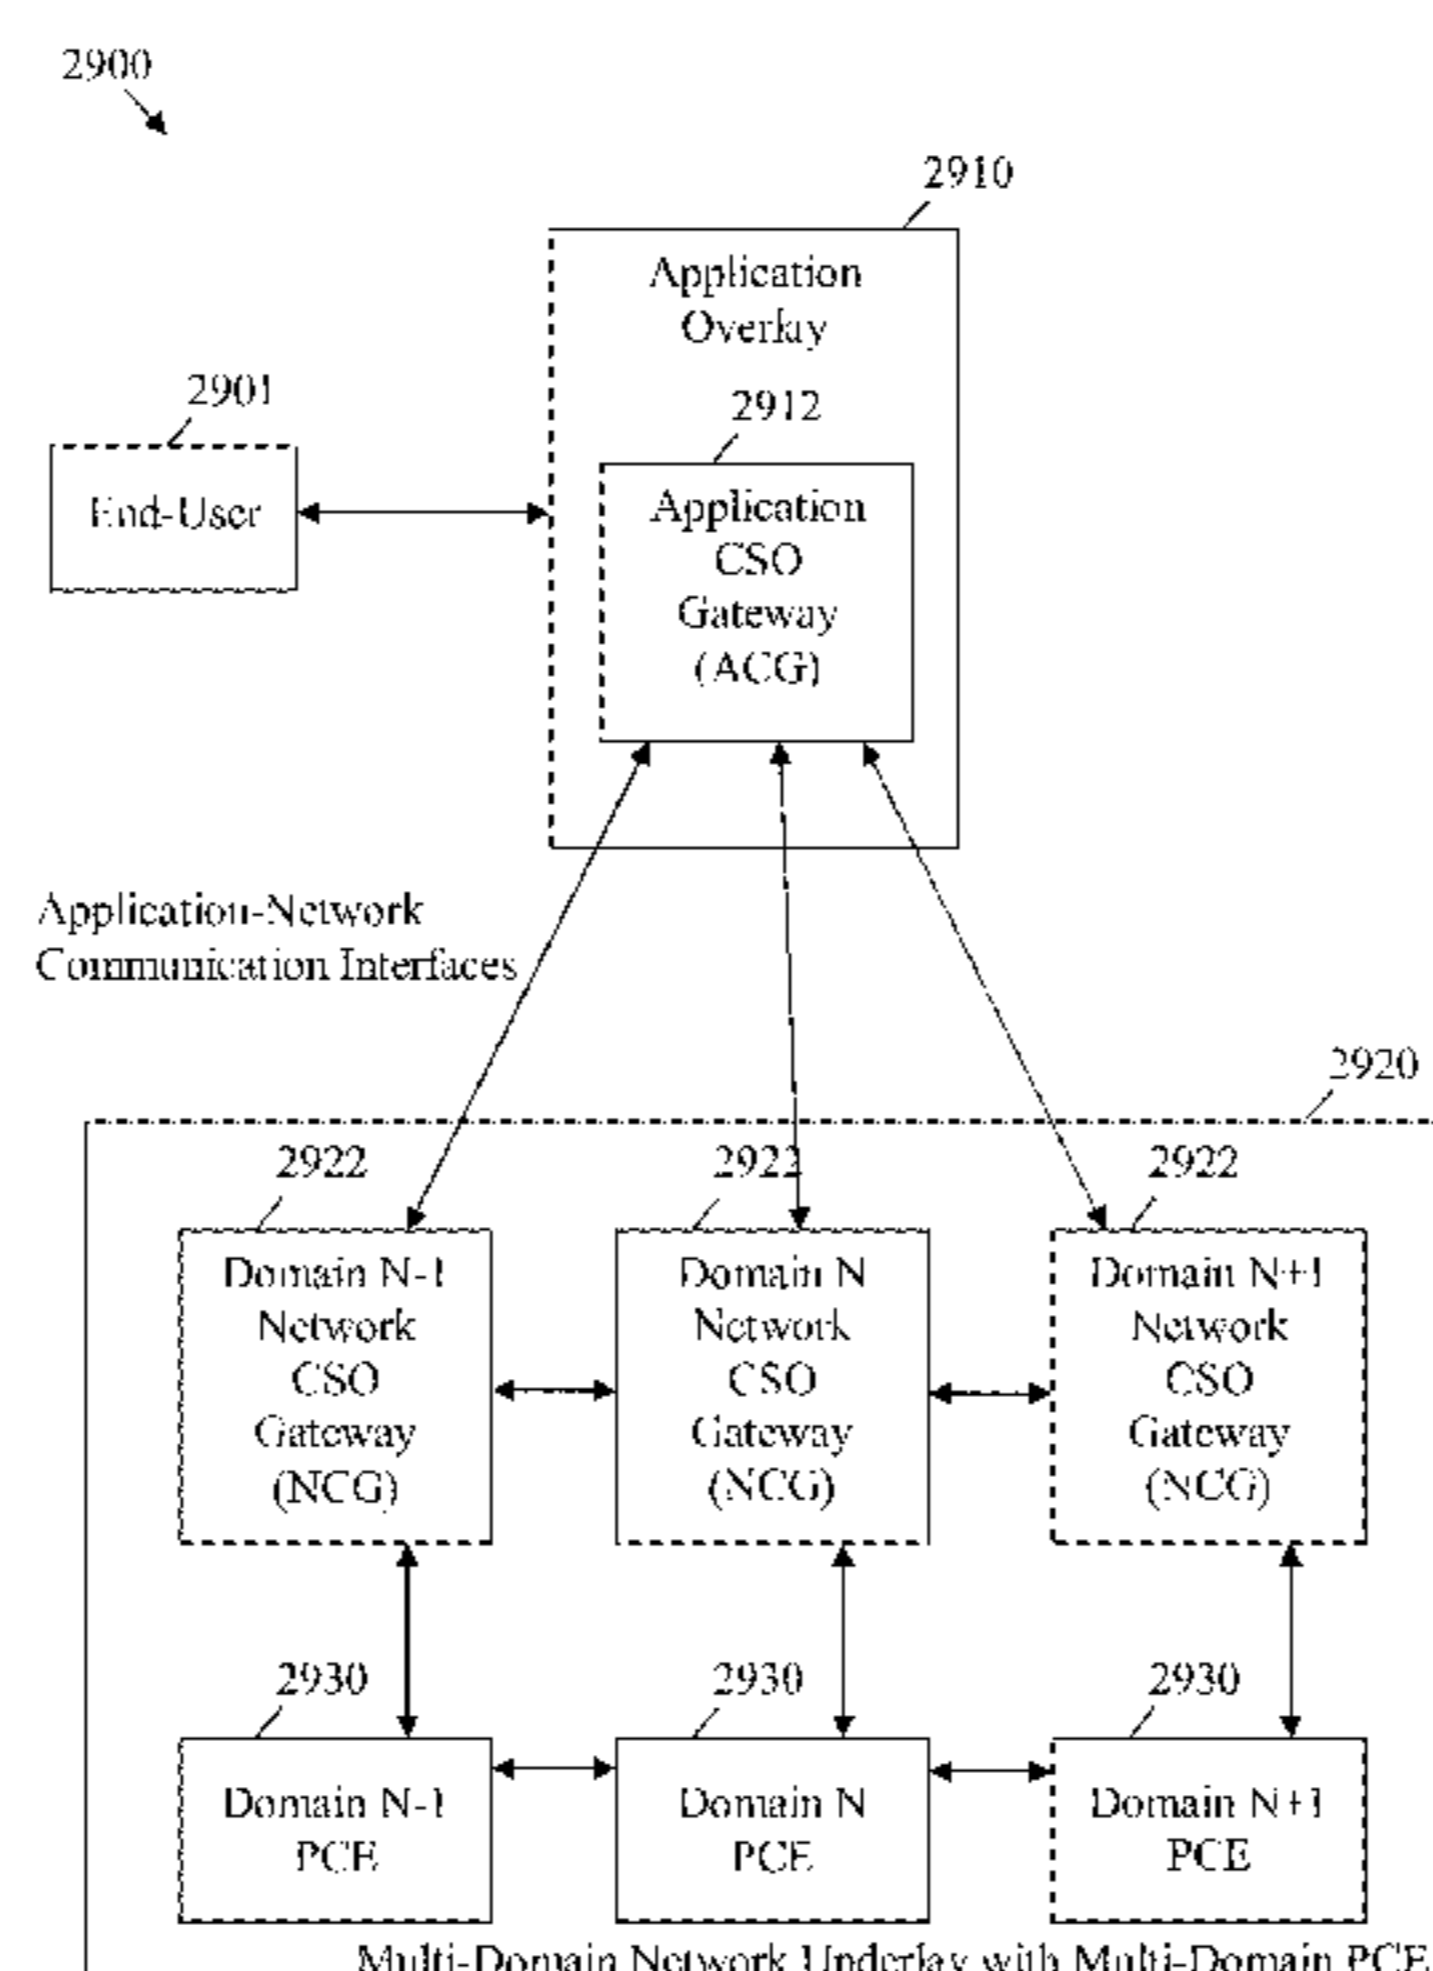 2900
2910
Application
Overlay
2901
End-User
2912
Application
CSO
Gateway
(ACG)
Application-Network
Communication Interfaces
2920
2922
2922
2922
Domain N-1
Network
CSO
Gateway
(NCG)
Domain N
Network
CSO
Gateway
(NCG)
Domain N+1
Network
CSO
Gateway
(NCG)
2930
2930
2930
Domain N-1
PCE
Domain N
PCE
Domain N+1
PCE
Multi-Domain Network Underlay with Multi-Domain PCE